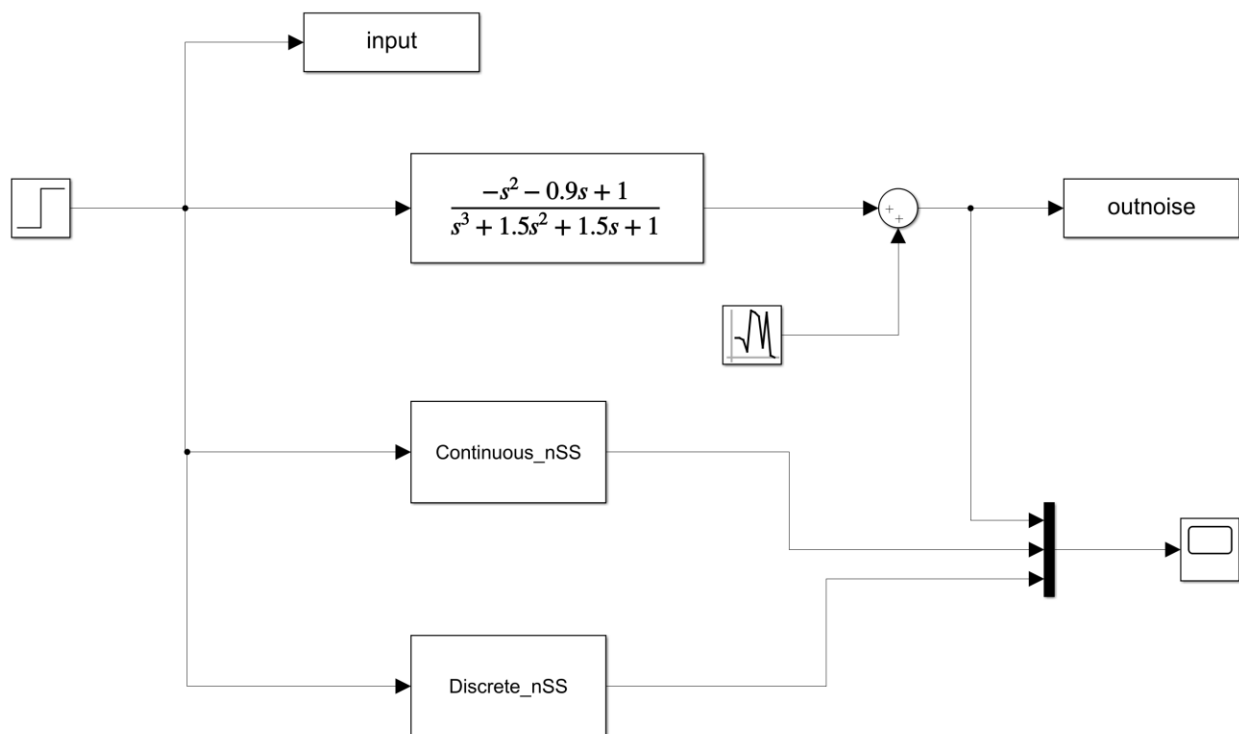 input
−s² − 0.9s + 1
s³ + 1.5s² + 1.5s + 1
+
+
outnoise
Continuous_nSS
Discrete_nSS